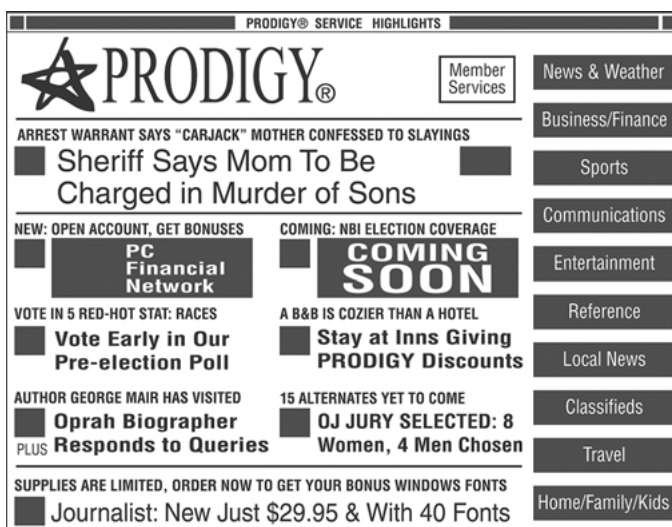 PRODIGY® SERVICE HIGHLIGHTS
PRODIGY®
Member
Services
ARREST WARRANT SAYS “CARJACK” MOTHER CONFESSED TO SLAYINGS
Sheriff Says Mom To Be
Charged in Murder of Sons
NEW: OPEN ACCOUNT, GET BONUSES
PC
Financial
Network
COMING: NBI ELECTION COVERAGE
COMING
SOON
VOTE IN 5 RED-HOT STAT: RACES
Vote Early in Our
Pre-election Poll
A B&B IS COZIER THAN A HOTEL
Stay at Inns Giving
PRODIGY Discounts
AUTHOR GEORGE MAIR HAS VISITED
Oprah Biographer
PLUS Responds to Queries
15 ALTERNATES YET TO COME
OJ JURY SELECTED: 8
Women, 4 Men Chosen
SUPPLIES ARE LIMITED, ORDER NOW TO GET YOUR BONUS WINDOWS FONTS
Journalist: New Just $29.95 & With 40 Fonts
News & Weather
Business/Finance
Sports
Communications
Entertainment
Reference
Local News
Classifieds
Travel
Home/Family/Kids